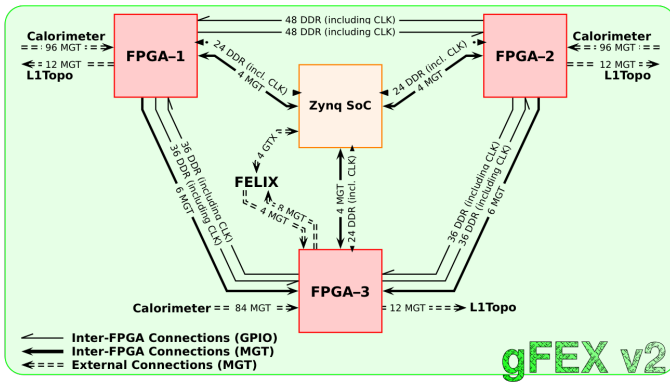 48 DDR (including CLK)
48 DDR (including CLK)
Calorimeter
96 MGT
12 MGT
L1Topo
FPGA–1
24 DDR (incl. CLK)
4 MGT
Zynq SoC
24 DDR (incl. CLK)
4 MGT
FPGA–2
Calorimeter
96 MGT
12 MGT
L1Topo
36 DDR (including CLK)
36 DDR (including CLK)
6 MGT
4 GTX
FELIX
8 MGT
4 MGT
4 MGT
24 DDR (incl. CLK)
36 DDR (including CLK)
36 DDR (including CLK)
6 MGT
FPGA–3
Calorimeter
84 MGT
12 MGT
L1Topo
Inter-FPGA Connections (GPIO)
Inter-FPGA Connections (MGT)
External Connections (MGT)
gFEX v2